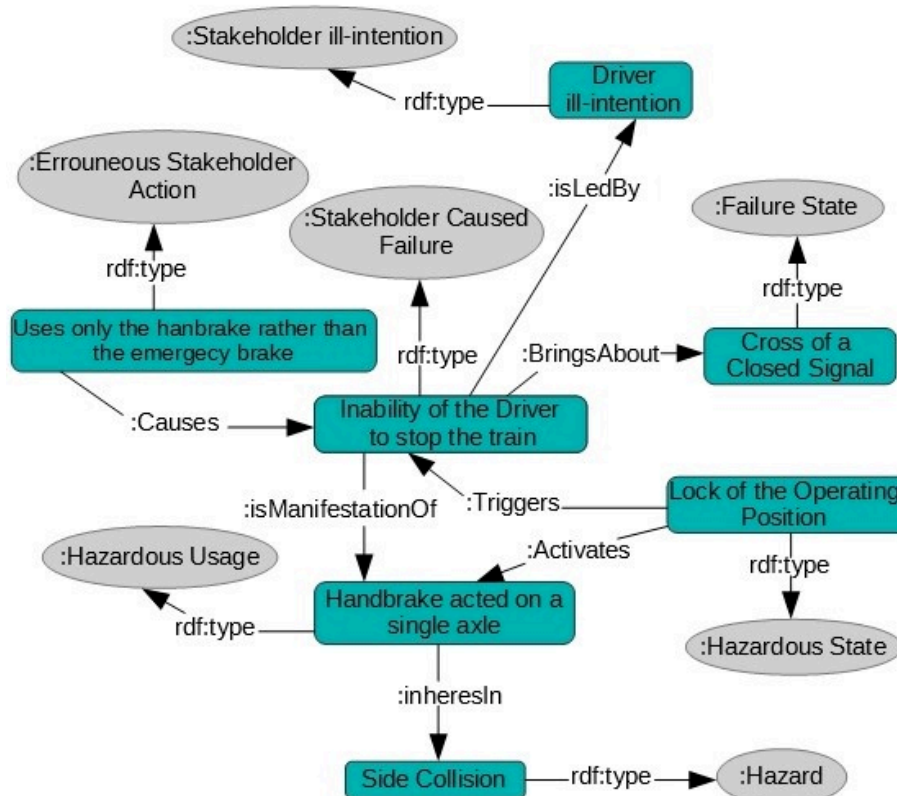 :Stakeholder ill-intention
Driver
ill-intention
rdf:type
:Errouneous Stakeholder
Action
:isLedBy
:Stakeholder Caused
Failure
:Failure State
rdf:type
rdf:type
Uses only the hanbrake rather than
the emergecy brake
rdf:type
:BringsAbout
Cross of a
Closed Signal
:Causes
Inability of the Driver
to stop the train
:isManifestationOf
:Triggers
Lock of the Operating
Position
:Hazardous Usage
:Activates
rdf:type
rdf:type
Handbrake acted on a
single axle
:Hazardous State
:inheresIn
Side Collision
rdf:type
:Hazard